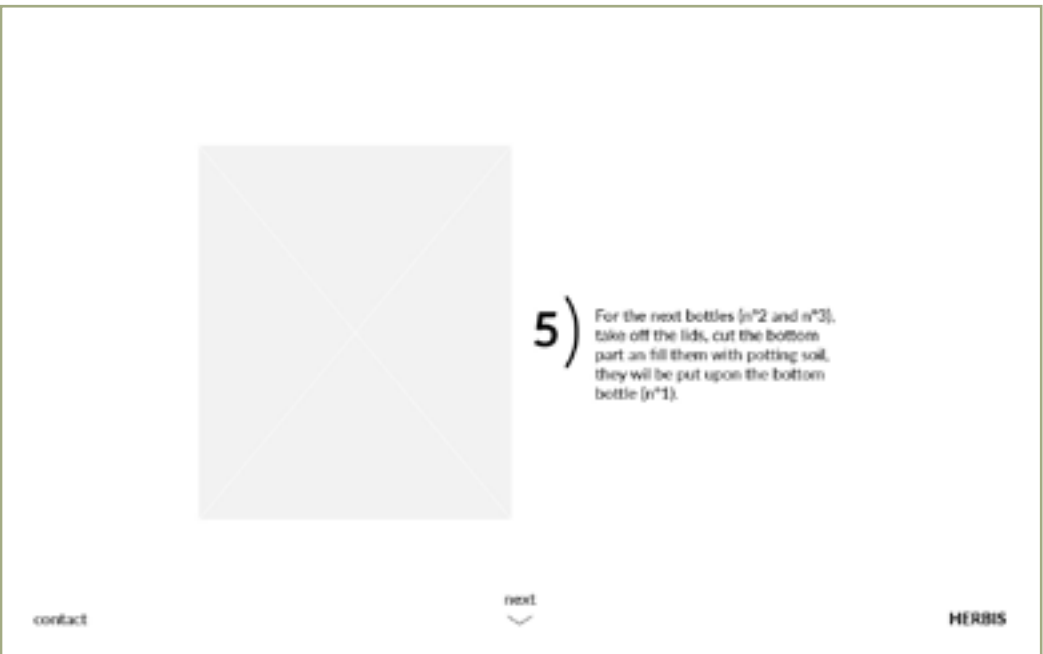 5)
For the next bottles (n°2 and n°3),
take off the lids, cut the bottom
part an fill them with potting soil,
they wil be put upon the bottom
bottle (n°1).
next
contact
HERBIS